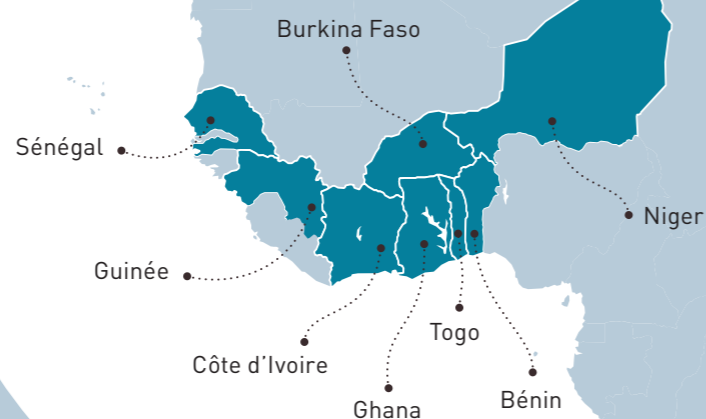 Burkina Faso
Sénégal
Niger
Guinée
Togo
Côte d’Ivoire
Bénin
Ghana